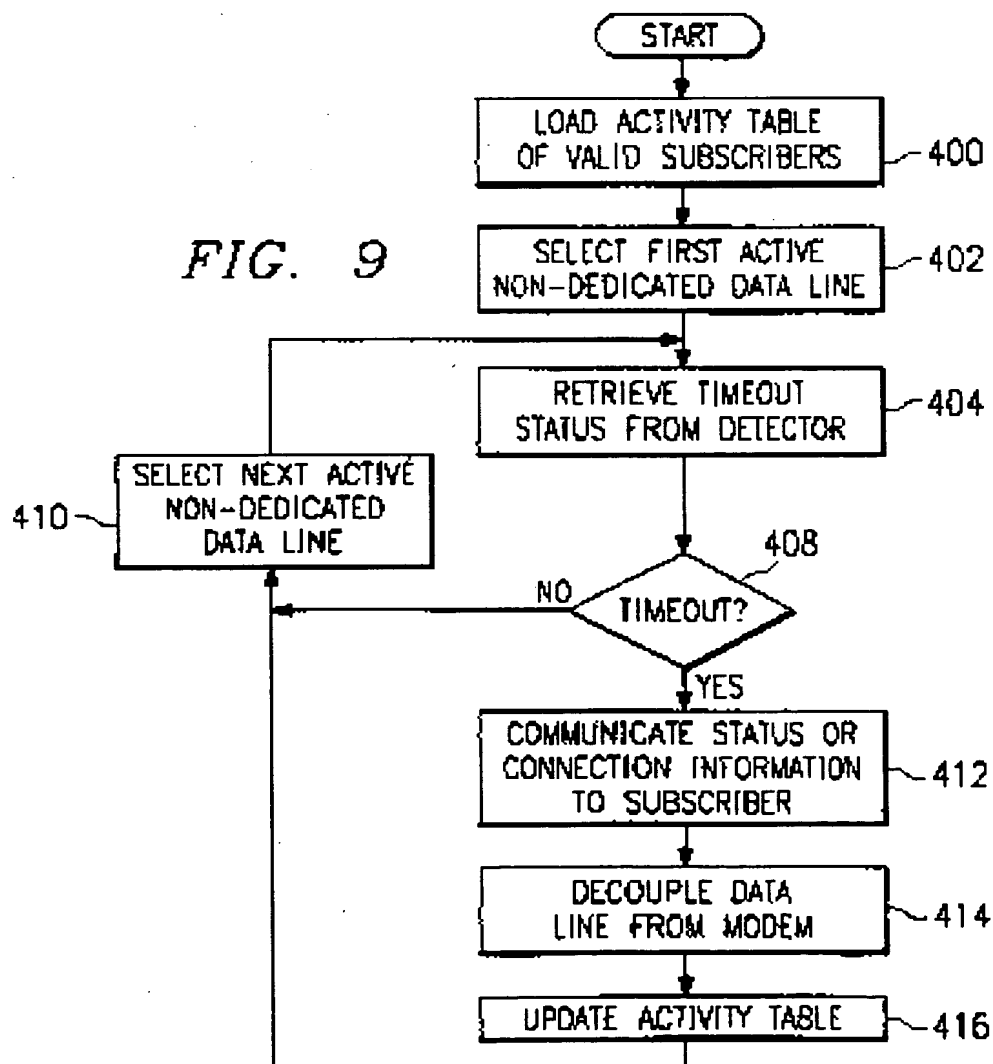 START
LOAD ACTIVITY TABLE
OF VALID SUBSCRIBERS
400
FIG. 9
SELECT FIRST ACTIVE
NON-DEDICATED DATA LINE
402
RETRIEVE TIMEOUT
STATUS FROM DETECTOR
404
SELECT NEXT ACTIVE
NON-DEDICATED
DATA LINE
410
408
NO
TIMEOUT?
YES
COMMUNICATE STATUS OR
CONNECTION INFORMATION
TO SUBSCRIBER
412
DECOUPLE DATA
LINE FROM MODEM
414
UPDATE ACTIVITY TABLE
416